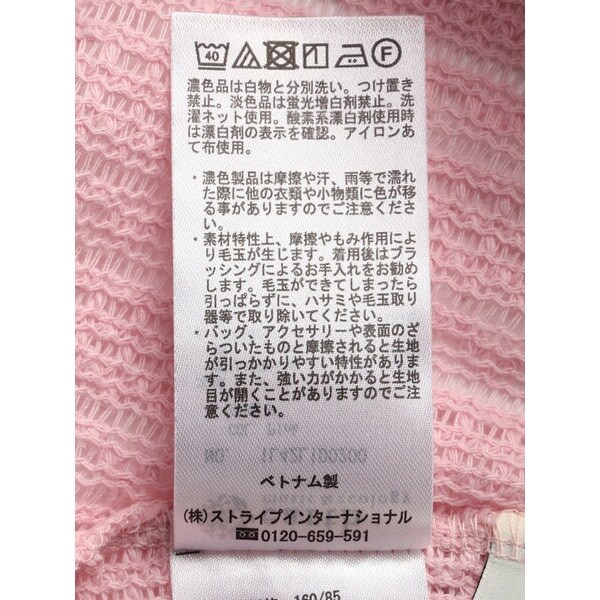 40 F
濃色品は白物と分別洗い。つけ置き
禁止。淡色品は蛍光増白剤禁止。洗
濯ネット使用。酸素系漂白剤使用時
は漂白剤の表示を確認。アイロンあ
て布使用。
・濃色製品は摩擦や汗、雨等で濡れ
た際に他の衣類や小物類に色が移
る事がありますのでご注意くださ
い。
・素材特性上、摩擦やもみ作用によ
り毛玉が生じます。着用後はブラ
ッシングによるお手入れをお勧め
します。毛玉ができてしまったら
引っぱらずに、ハサミや毛玉取り
器等で取り除いてください。
・バッグ、アクセサリーや表面のざ
らついたものと摩擦されると生地
が引っかかりやすい特性がありま
す。また、強い力がかかると生地
目が開くことがありますのでご注
意ください。
COL. Pink
NO. 1L42L1D0200
ベトナム製
music&ecology
(株)ストライプインターナショナル
0120-659-591
160/85